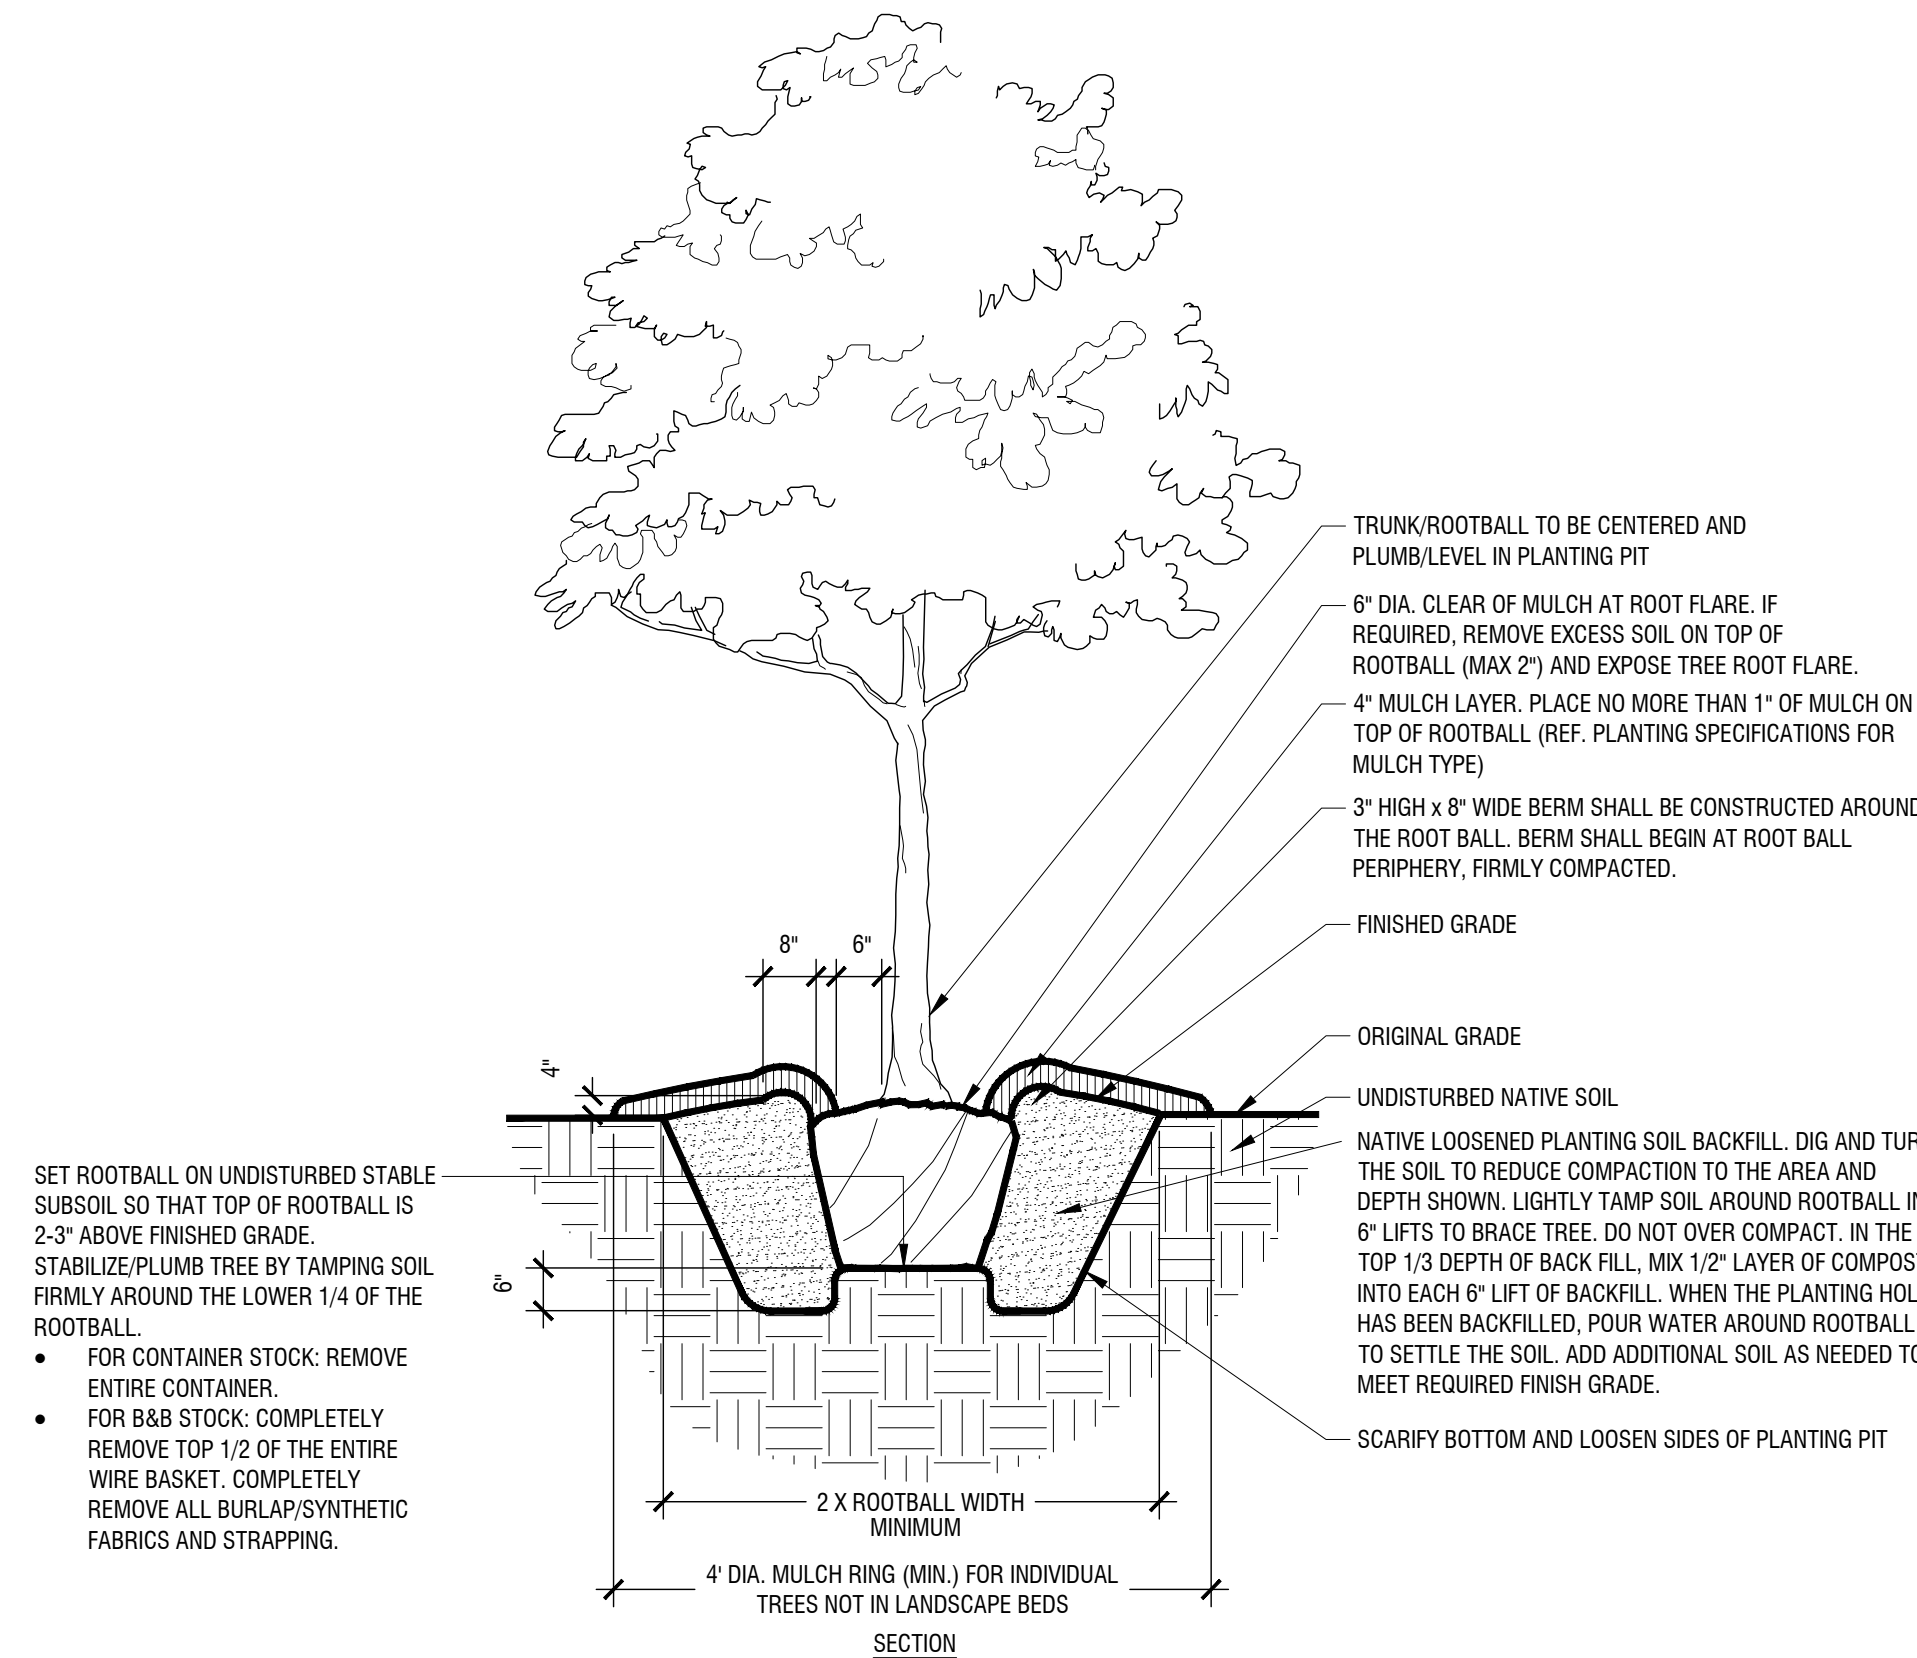 TRUNK/ROOTBALL TO BE CENTERED AND
PLUMB/LEVEL IN PLANTING PIT
6" DIA. CLEAR OF MULCH AT ROOT FLARE. IF
REQUIRED, REMOVE EXCESS SOIL ON TOP OF
ROOTBALL (MAX 2") AND EXPOSE TREE ROOT FLARE.
4" MULCH LAYER. PLACE NO MORE THAN 1" OF MULCH ON
TOP OF ROOTBALL (REF. PLANTING SPECIFICATIONS FOR
MULCH TYPE)
3" HIGH x 8" WIDE BERM SHALL BE CONSTRUCTED AROUND
THE ROOT BALL. BERM SHALL BEGIN AT ROOT BALL
PERIPHERY, FIRMLY COMPACTED.
FINISHED GRADE
8"
6"
ORIGINAL GRADE
4"
UNDISTURBED NATIVE SOIL
NATIVE LOOSENED PLANTING SOIL BACKFILL. DIG AND TUR
THE SOIL TO REDUCE COMPACTION TO THE AREA AND
DEPTH SHOWN. LIGHTLY TAMP SOIL AROUND ROOTBALL IN
6" LIFTS TO BRACE TREE. DO NOT OVER COMPACT. IN THE
TOP 1/3 DEPTH OF BACK FILL, MIX 1/2" LAYER OF COMPOST
INTO EACH 6" LIFT OF BACKFILL. WHEN THE PLANTING HOL
HAS BEEN BACKFILLED, POUR WATER AROUND ROOTBALL
TO SETTLE THE SOIL. ADD ADDITIONAL SOIL AS NEEDED TO
MEET REQUIRED FINISH GRADE.
SCARIFY BOTTOM AND LOOSEN SIDES OF PLANTING PIT
SET ROOTBALL ON UNDISTURBED STABLE
SUBSOIL SO THAT TOP OF ROOTBALL IS
2-3" ABOVE FINISHED GRADE.
STABILIZE/PLUMB TREE BY TAMPING SOIL
FIRMLY AROUND THE LOWER 1/4 OF THE
ROOTBALL.
• FOR CONTAINER STOCK: REMOVE
ENTIRE CONTAINER.
• FOR B&B STOCK: COMPLETELY
REMOVE TOP 1/2 OF THE ENTIRE
WIRE BASKET. COMPLETELY
REMOVE ALL BURLAP/SYNTHETIC
FABRICS AND STRAPPING.
6"
2 X ROOTBALL WIDTH
MINIMUM
4' DIA. MULCH RING (MIN.) FOR INDIVIDUAL
TREES NOT IN LANDSCAPE BEDS
SECTION